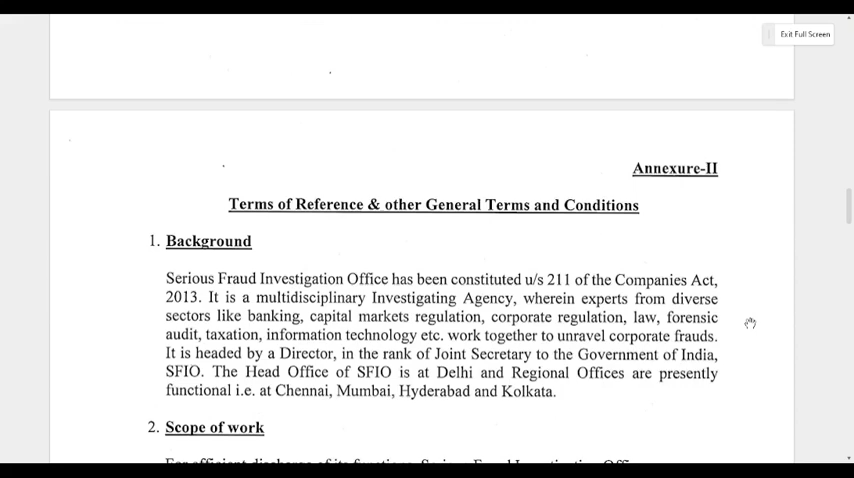 Exit Full Screen
Annexure-II
Terms of Reference & other General Terms and Conditions
1. Background
Serious Fraud Investigation Office has been constituted u/s 211 of the Companies Act,
2013. It is a multidisciplinary Investigating Agency, wherein experts from diverse
sectors like banking, capital markets regulation, corporate regulation, law, forensic
audit, taxation, information technology etc. work together to unravel corporate frauds.
It is headed by a Director, in the rank of Joint Secretary to the Government of India,
SFIO. The Head Office of SFIO is at Delhi and Regional Offices are presently
functional i.e. at Chennai, Mumbai, Hyderabad and Kolkata.
2. Scope of work